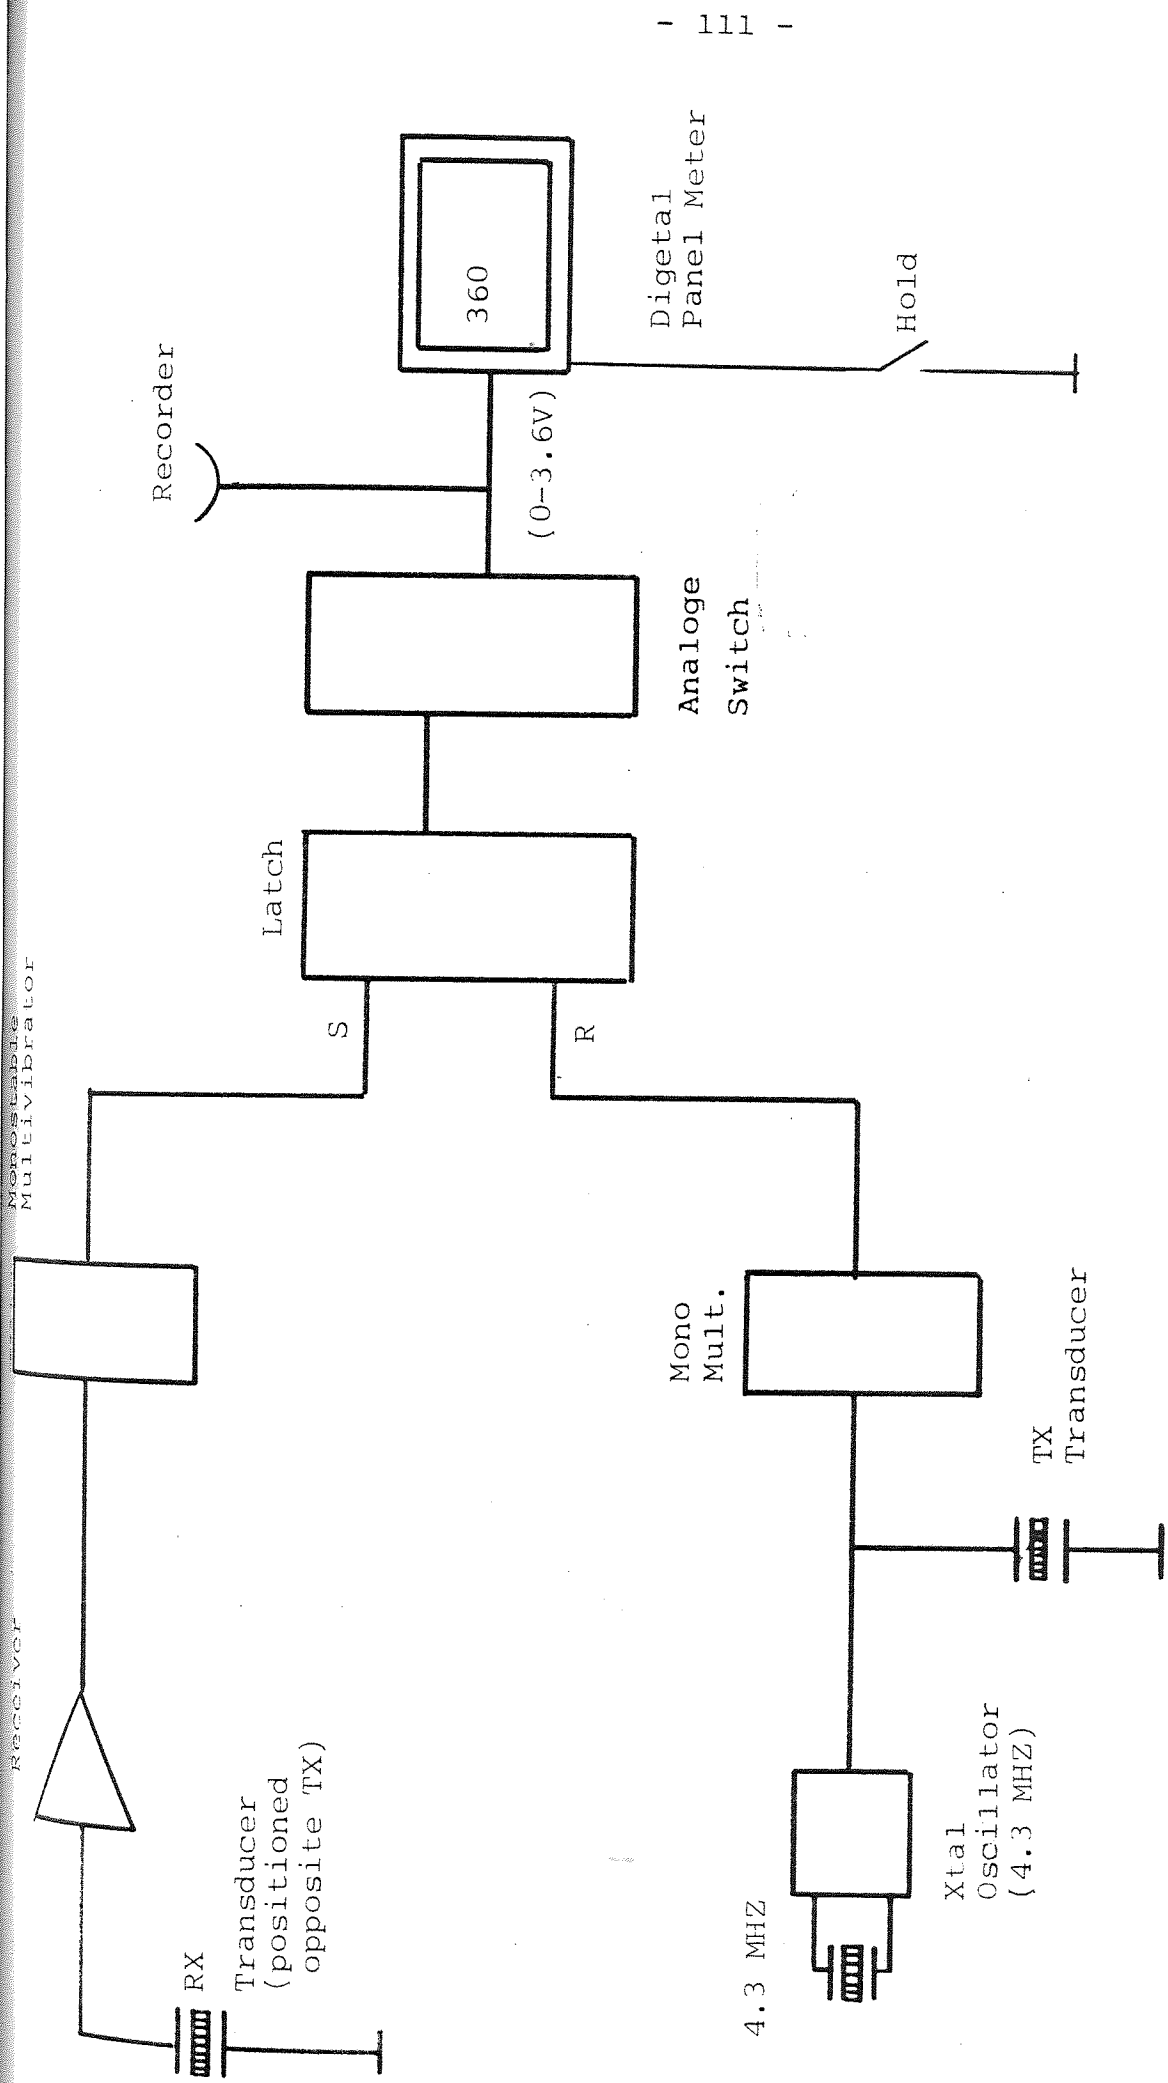 - 111 -
Receiver
Monostable
Multivibrator
RX
Transducer
(positioned
opposite TX)
Recorder
Latch
S
R
360
(0-3.6V)
Digetal
Panel Meter
Analoge
Switch
Hold
Mono
Mult.
4.3 MHZ
Xtal
Oscillator
(4.3 MHZ)
TX
Transducer